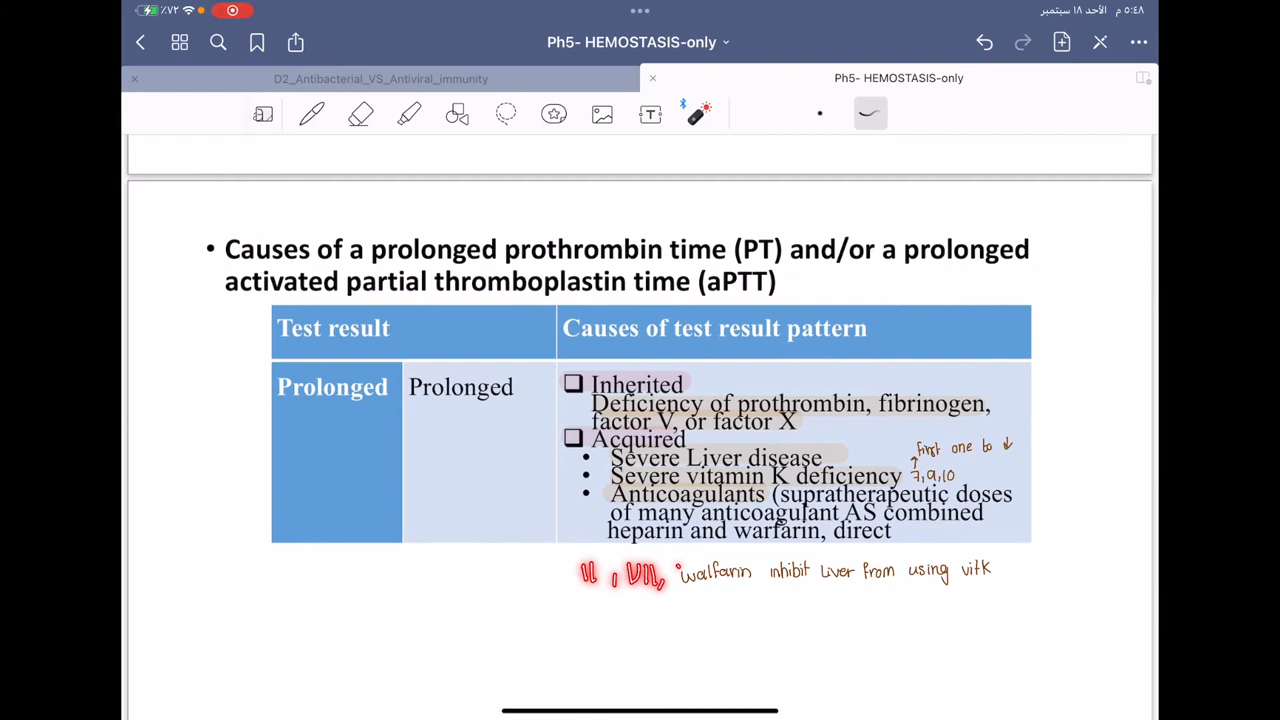 ٪٧٢
٥:٤٨ م الأحد ١٨ سبتمبر
Ph5- HEMOSTASIS-only
D2_Antibacterial_VS_Antiviral_immunity
Ph5- HEMOSTASIS-only
• Causes of a prolonged prothrombin time (PT) and/or a prolonged
activated partial thromboplastin time (aPTT)
Test result
Causes of test result pattern
Prolonged
Prolonged
Inherited
Deficiency of prothrombin, fibrinogen,
factor V, or factor X
Acquired
• Severe Liver disease
first one to ↓
• Severe vitamin K deficiency
7,9,10
• Anticoagulants (supratherapeutic doses
of many anticoagulant AS combined
heparin and warfarin, direct
II, VII,
walfarin inhibit liver from using vitK